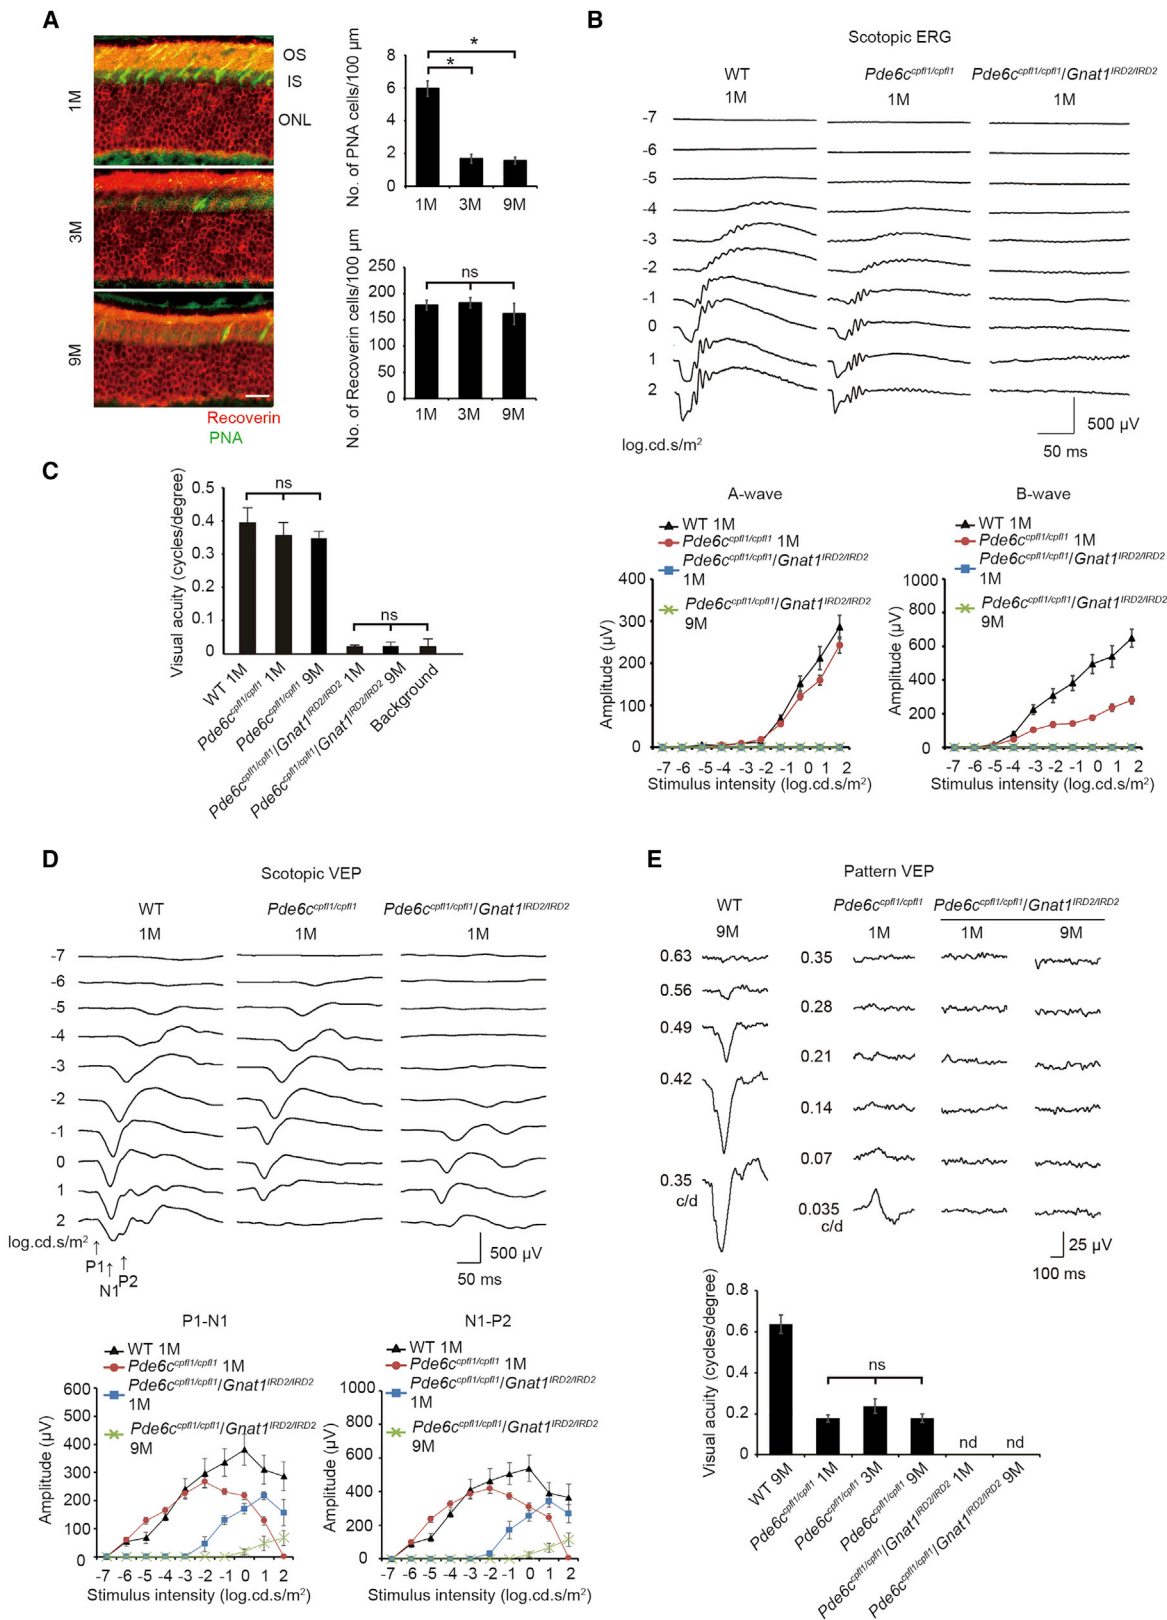 A
1M
3M
9M
OS
IS
ONL
Recoverin
PNA
No. of PNA cells/100 µm
8
6
4
2
0
*
*
1M 3M 9M
No. of Recoverin cells/100 µm
250
200
150
100
50
0
ns
1M 3M 9M
B
Scotopic ERG
WT Pde6c^cpfl1/cpfl1 Pde6c^cpfl1/cpfl1/Gnat1^IRD2/IRD2
1M 1M 1M
-7
-6
-5
-4
-3
-2
-1
0
1
2
log.cd.s/m²
500 µV
50 ms
A-wave
WT 1M
Pde6c^cpfl1/cpfl1 1M
Pde6c^cpfl1/cpfl1/Gnat1^IRD2/IRD2
1M
Pde6c^cpfl1/cpfl1/Gnat1^IRD2/IRD2
9M
Amplitude (µV)
400
300
200
100
0
-7 -6 -5 -4 -3 -2 -1 0 1 2
Stimulus intensity (log.cd.s/m²)
B-wave
WT 1M
Pde6c^cpfl1/cpfl1 1M
Pde6c^cpfl1/cpfl1/Gnat1^IRD2/IRD2
1M
Pde6c^cpfl1/cpfl1/Gnat1^IRD2/IRD2
9M
Amplitude (µV)
1000
800
600
400
200
0
-7 -6 -5 -4 -3 -2 -1 0 1 2
Stimulus intensity (log.cd.s/m²)
C
Visual acuity (cycles/degree)
0.5
0.4
0.3
0.2
0.1
0
ns
ns
WT 1M
Pde6c^cpfl1/cpfl1 1M
Pde6c^cpfl1/cpfl1 9M
Pde6c^cpfl1/cpfl1/Gnat1^IRD2/IRD2 1M
Pde6c^cpfl1/cpfl1/Gnat1^IRD2/IRD2 9M
Background
D
Scotopic VEP
WT Pde6c^cpfl1/cpfl1 Pde6c^cpfl1/cpfl1/Gnat1^IRD2/IRD2
1M 1M 1M
-7
-6
-5
-4
-3
-2
-1
0
1
2
log.cd.s/m² ↑
P1↑ ↑
N1 P2
500 µV
50 ms
P1-N1
WT 1M
Pde6c^cpfl1/cpfl1 1M
Pde6c^cpfl1/cpfl1/Gnat1^IRD2/IRD2
1M
Pde6c^cpfl1/cpfl1/Gnat1^IRD2/IRD2
9M
Amplitude (µV)
600
500
400
300
200
100
0
-7 -6 -5 -4 -3 -2 -1 0 1 2
Stimulus intensity (log.cd.s/m²)
N1-P2
WT 1M
Pde6c^cpfl1/cpfl1 1M
Pde6c^cpfl1/cpfl1/Gnat1^IRD2/IRD2
1M
Pde6c^cpfl1/cpfl1/Gnat1^IRD2/IRD2
9M
Amplitude (µV)
1000
800
600
400
200
0
-7 -6 -5 -4 -3 -2 -1 0 1 2
Stimulus intensity (log.cd.s/m²)
E
Pattern VEP
WT Pde6c^cpfl1/cpfl1 Pde6c^cpfl1/cpfl1/Gnat1^IRD2/IRD2
9M 1M 1M 9M
0.63
0.56
0.49
0.42
0.35
c/d
0.35
0.28
0.21
0.14
0.07
0.035
c/d
25 µV
100 ms
Visual acuity (cycles/degree)
0.8
0.6
0.4
0.2
0
ns
nd nd
WT 9M
Pde6c^cpfl1/cpfl1 1M
Pde6c^cpfl1/cpfl1 3M
Pde6c^cpfl1/cpfl1 9M
Pde6c^cpfl1/cpfl1/Gnat1^IRD2/IRD2 1M
Pde6c^cpfl1/cpfl1/Gnat1^IRD2/IRD2 9M